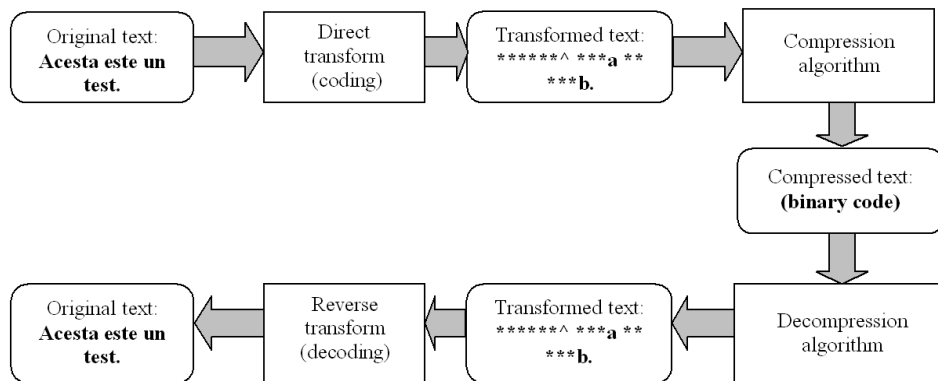 Original text:
Acesta este un
test.
Direct
transform
(coding)
Transformed text:
******^ ***a **
***b.
Compression
algorithm
Compressed text:
(binary code)
Decompression
algorithm
Transformed text:
******^ ***a **
***b.
Reverse
transform
(decoding)
Original text:
Acesta este un
test.